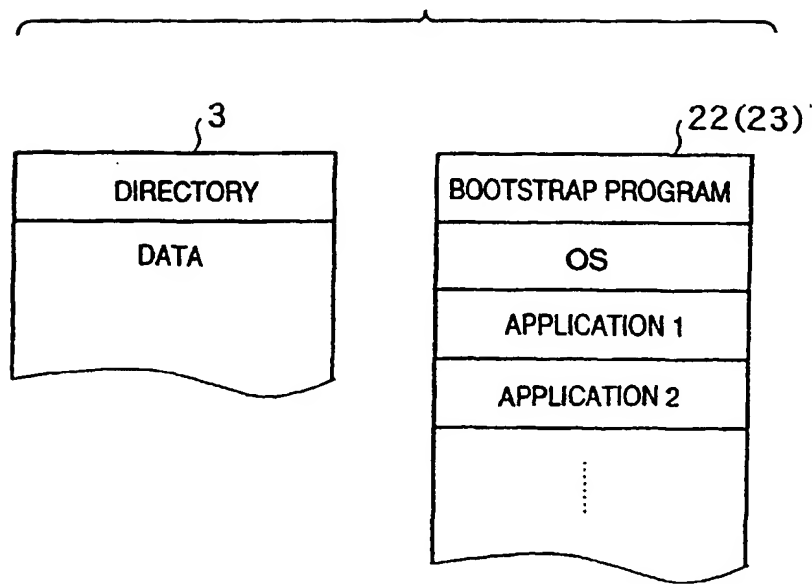 3
DIRECTORY
DATA
22(23)
BOOTSTRAP PROGRAM
OS
APPLICATION 1
APPLICATION 2